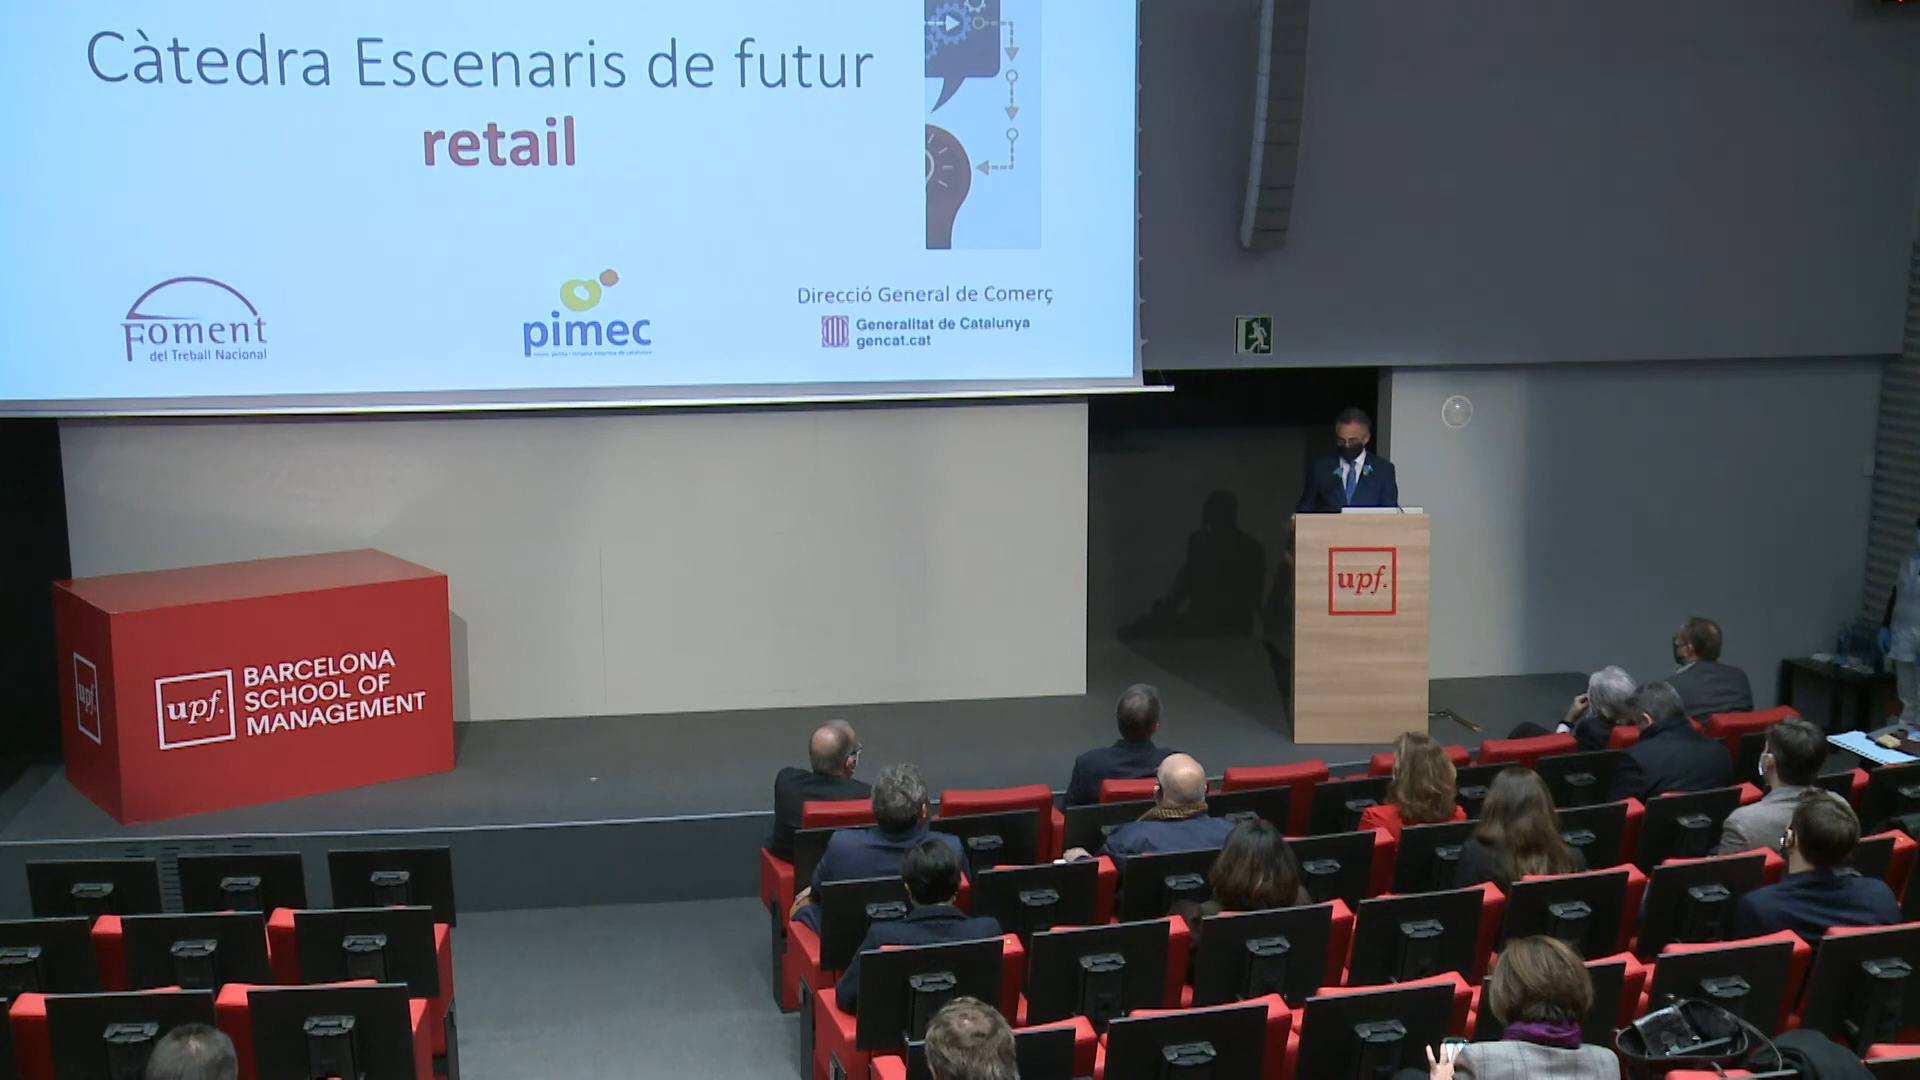 Càtedra Escenaris de futur
retail
Foment
del Treball Nacional
pimec
Direcció General de Comerç
Generalitat de Catalunya
gencat.cat
upf.
upf.
upf.
BARCELONA
SCHOOL OF
MANAGEMENT